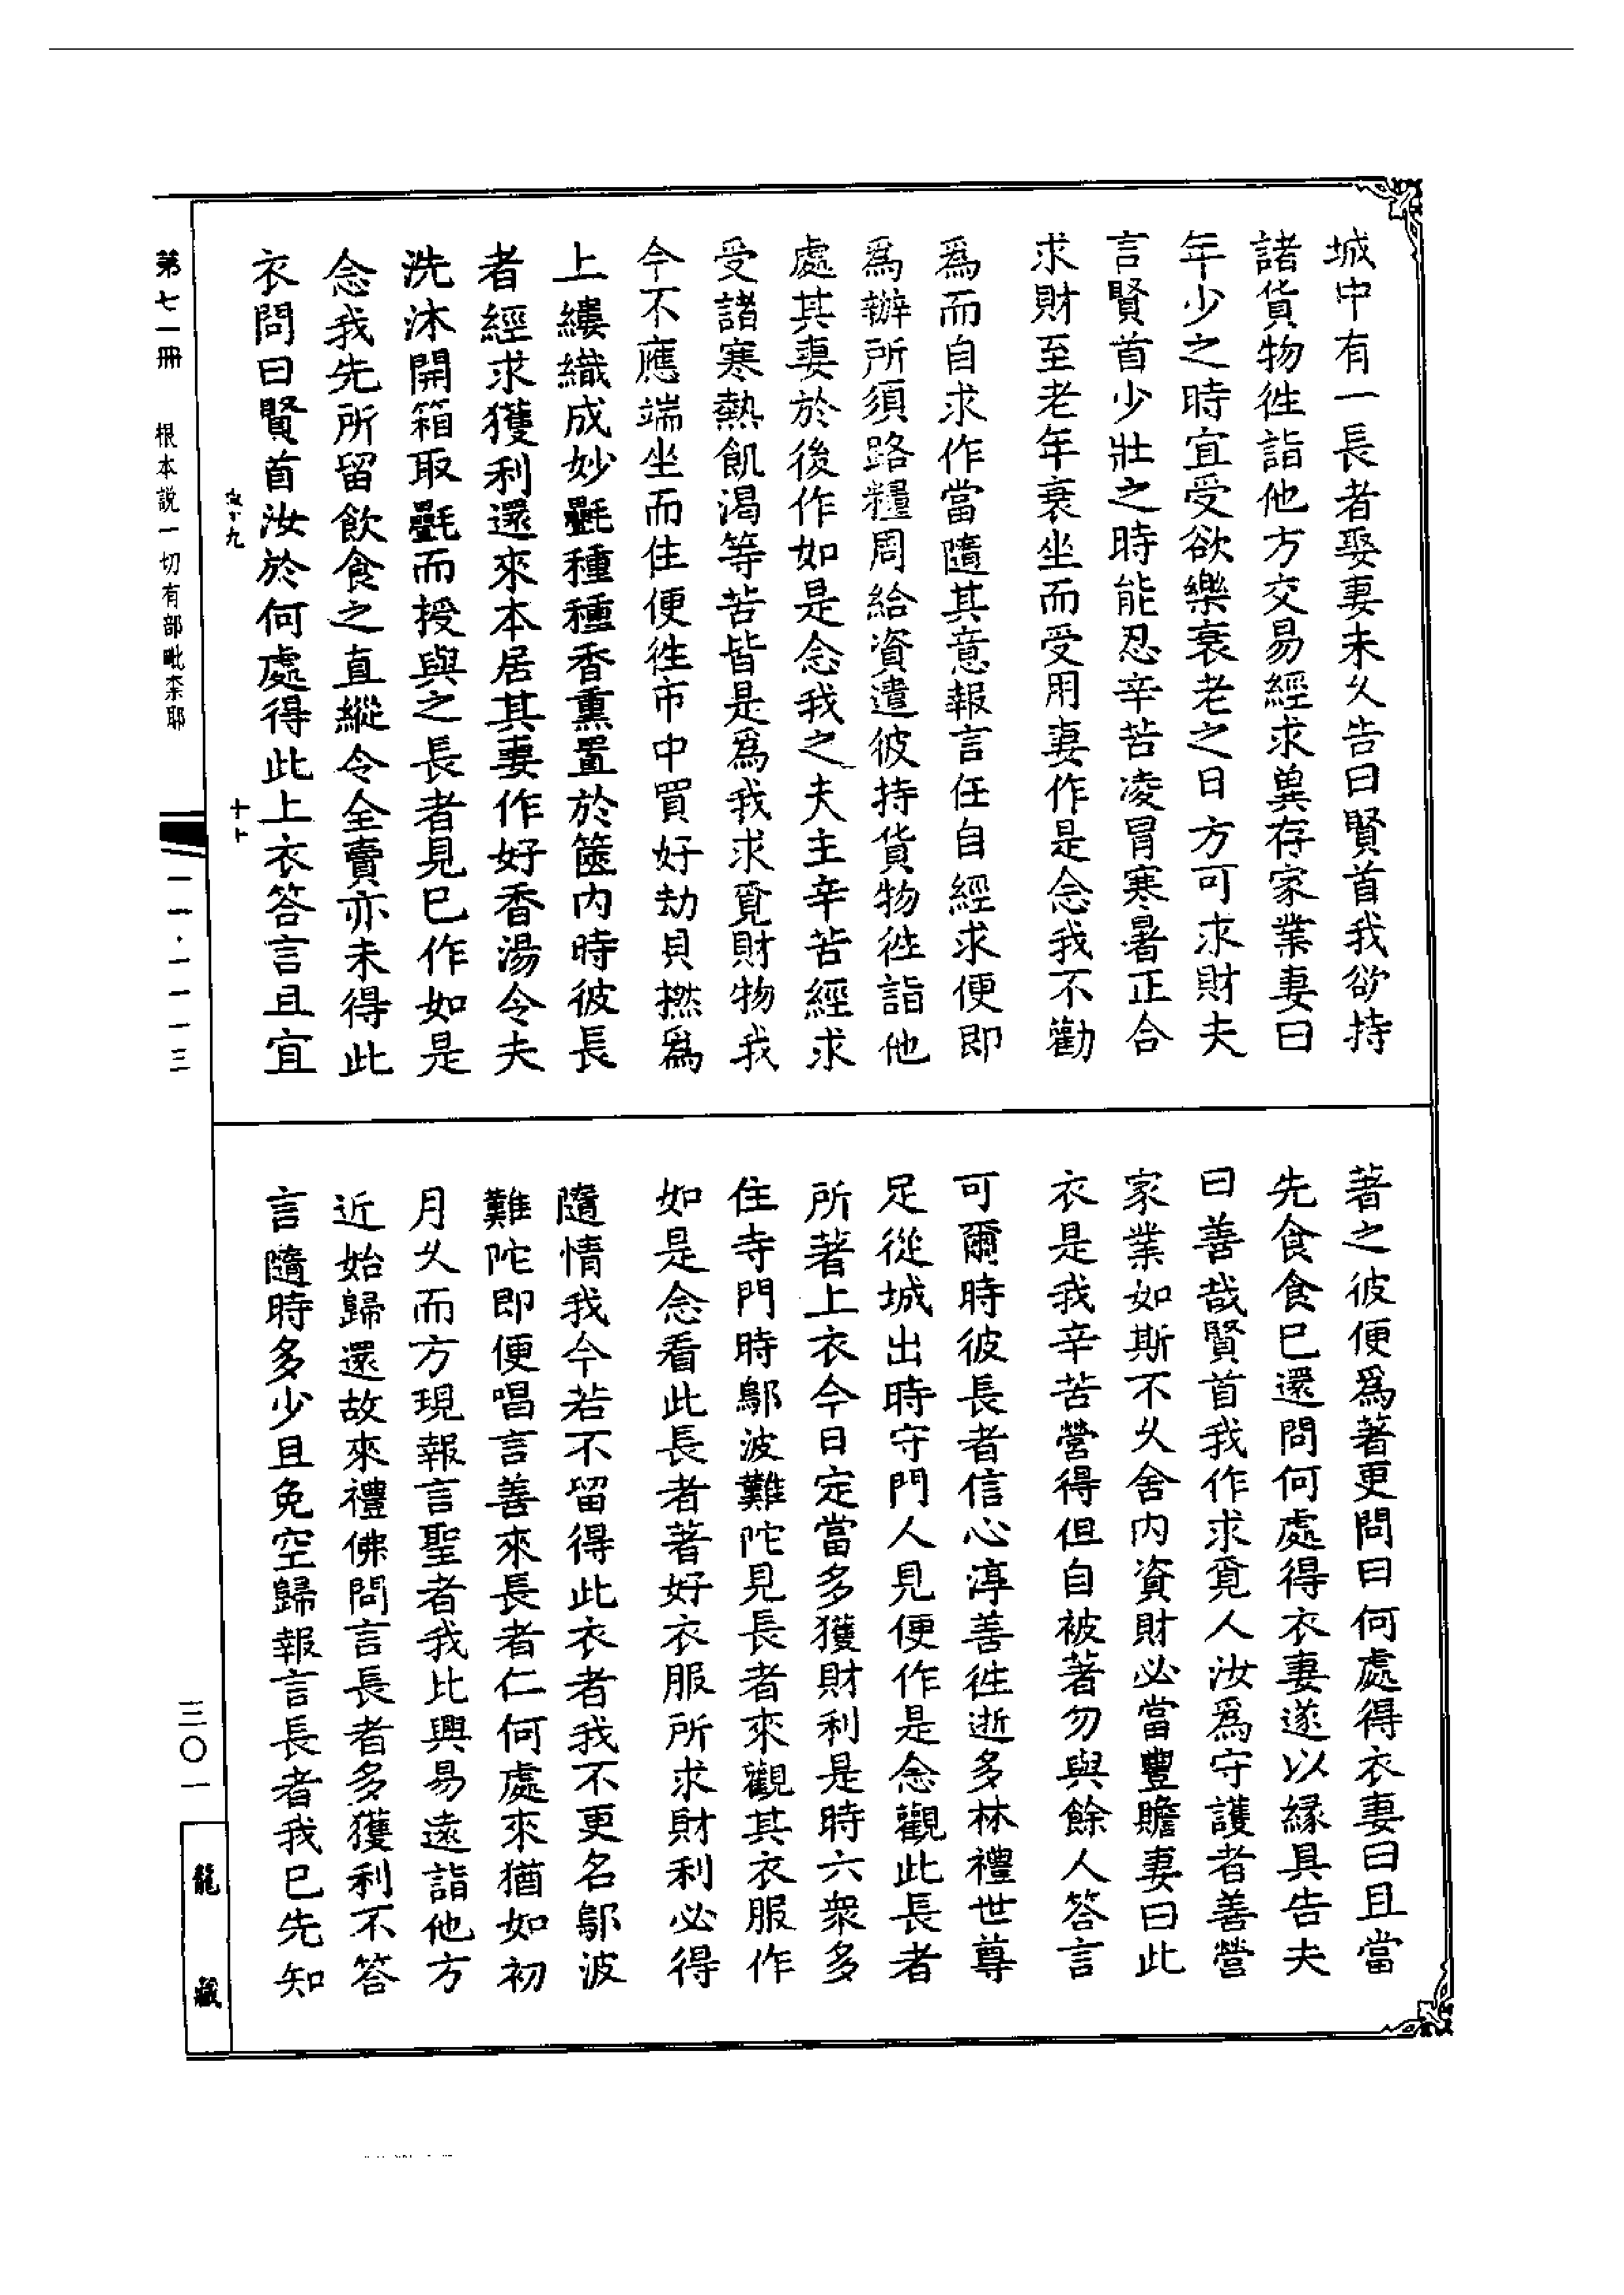 城中有一長者娶妻未久告曰賢首我欲持
諸貨物徃詣他方交易經求兾存家業妻曰
年少之時宜受欲樂衰老之日方可求財夫
言賢首少壯之時能忍辛苦凌冒寒暑正合
求財至老年衰坐而受用妻作是念我不勸
爲而自求作當隨其意報言任自經求便即
爲辦所須路糧周給資遣彼持貨物徃詣他
處其妻於後作如是念我之夫主辛苦經求
受諸寒熱飢渴等苦皆是爲我求覓財物我
今不應端坐而住便徃市中買好劫貝撚爲
上縷織成妙㲲種種香熏置於篋内時彼長
者經求獲利還來本居其妻作好香湯令夫
洗沐開箱取㲲而授與之長者見巳作如是
念我先所留飲食之直縱令全賣亦未得此
衣問曰賢首汝於何處得此上衣答言且宜
著之彼便爲著更問曰何處得衣妻曰且當
先食食巳還問何處得衣妻遂以緣具告夫
曰善哉賢首我作求覓人汝爲守護者善營
家業如斯不久舍内資財必當豐贍妻曰此
衣是我辛苦營得但自被著勿與餘人答言
可爾時彼長者信心淳善徃逝多林禮世尊
足從城出時守門人見便作是念觀此長者
所著上衣今日定當多獲財利是時六衆多
住寺門時鄔波難陀見長者來觀其衣服作
如是念看此長者著好衣服所求財利必得
隨情我今若不留得此衣者我不更名鄔波
難陀即便唱言善來長者仁何處來猶如初
月久而方現報言聖者我比興易遠詣他方
近始歸還故來禮佛問言長者多獲利不答
言隨時多少且免空歸報言長者我巳先知
第七一冊　根本說一切有部毗柰耶
一一·一一一三
三〇一
龍藏